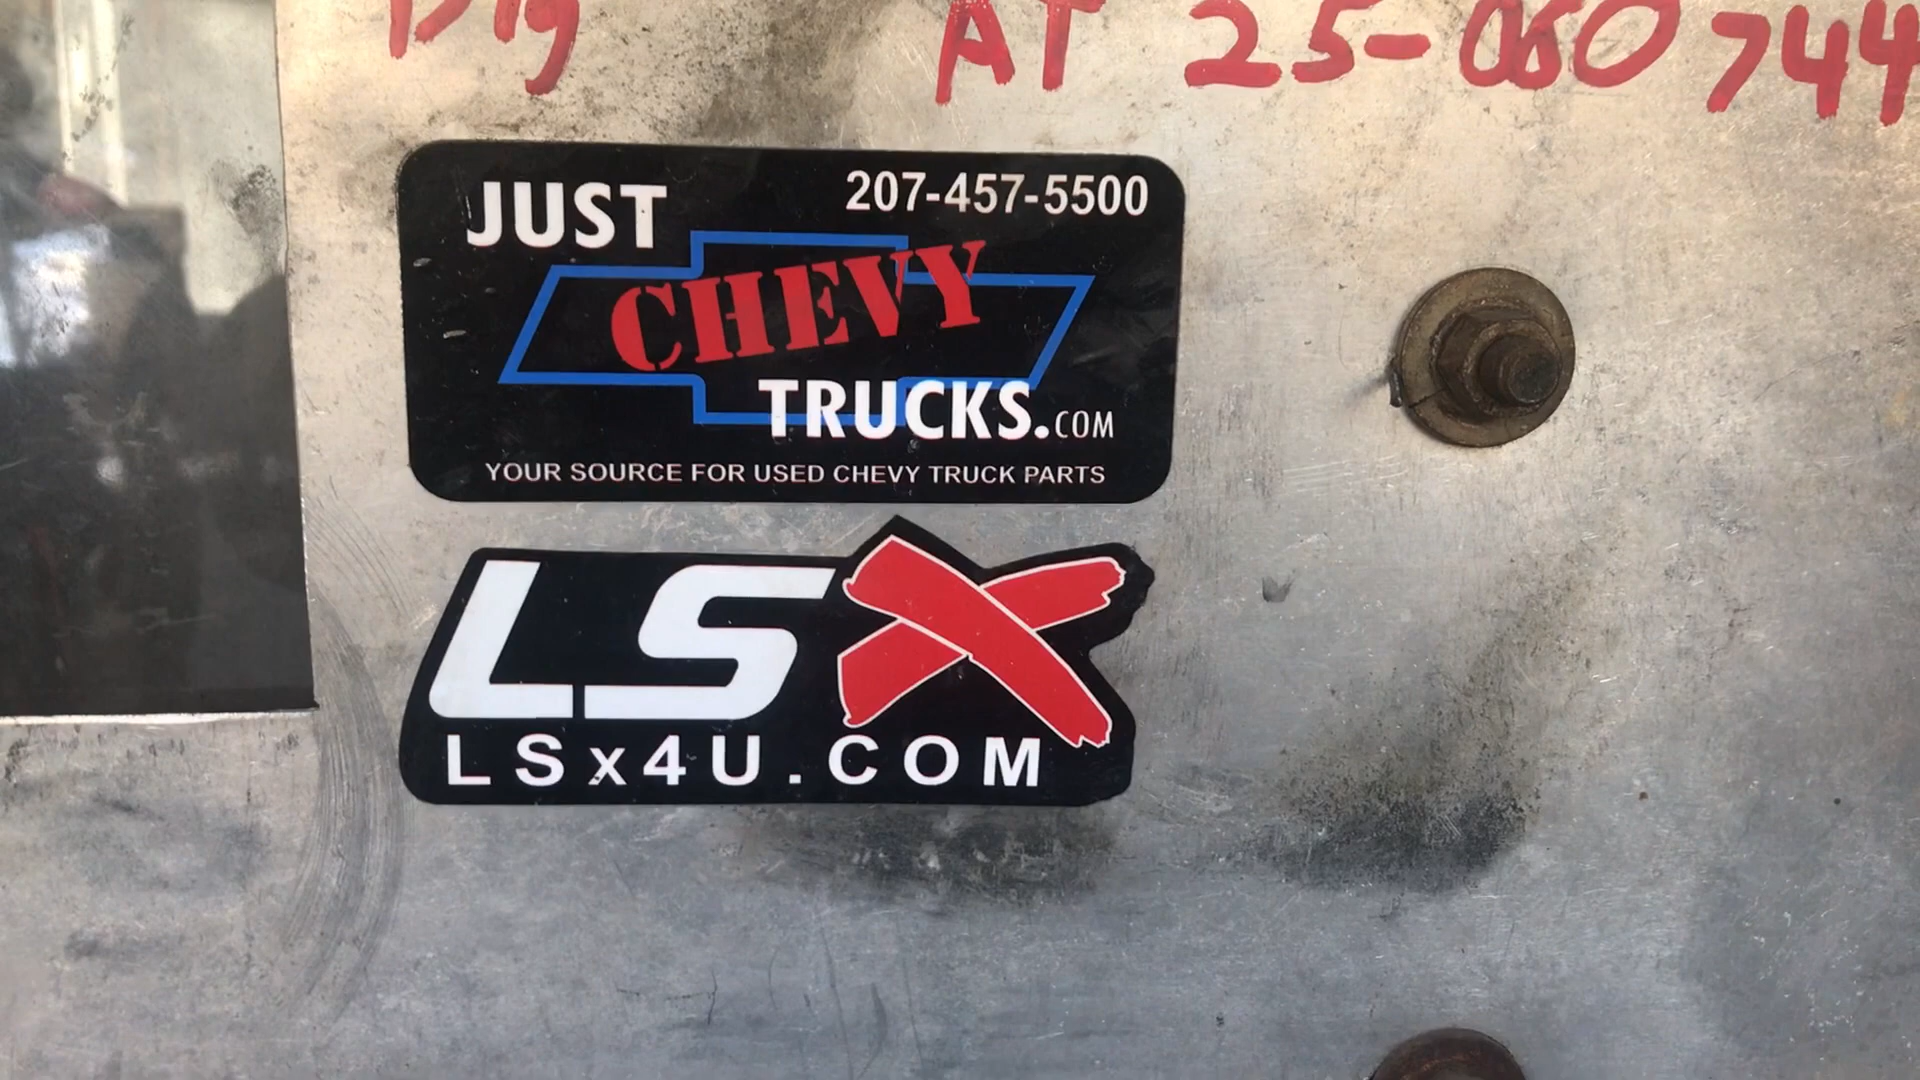 AT 25-050744
JUST
207-457-5500
CHEVY
TRUCKS.COM
YOUR SOURCE FOR USED CHEVY TRUCK PARTS
LSX
LSx4U.COM